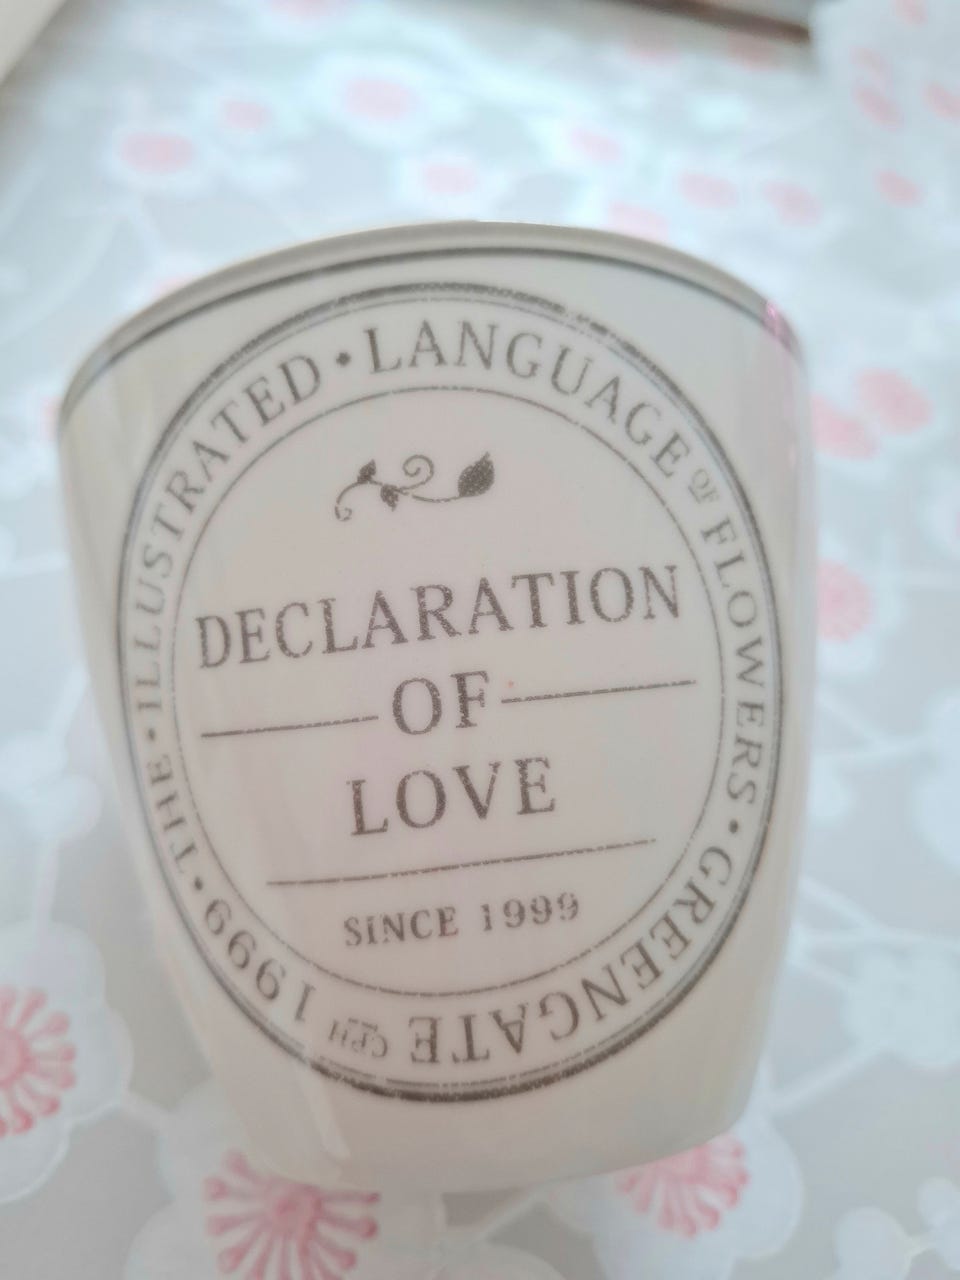 THE • ILLUSTRATED • LANGUAGE OF FLOWERS • GREENGATE CPH 1999 •
DECLARATION
OF
LOVE
SINCE 1999